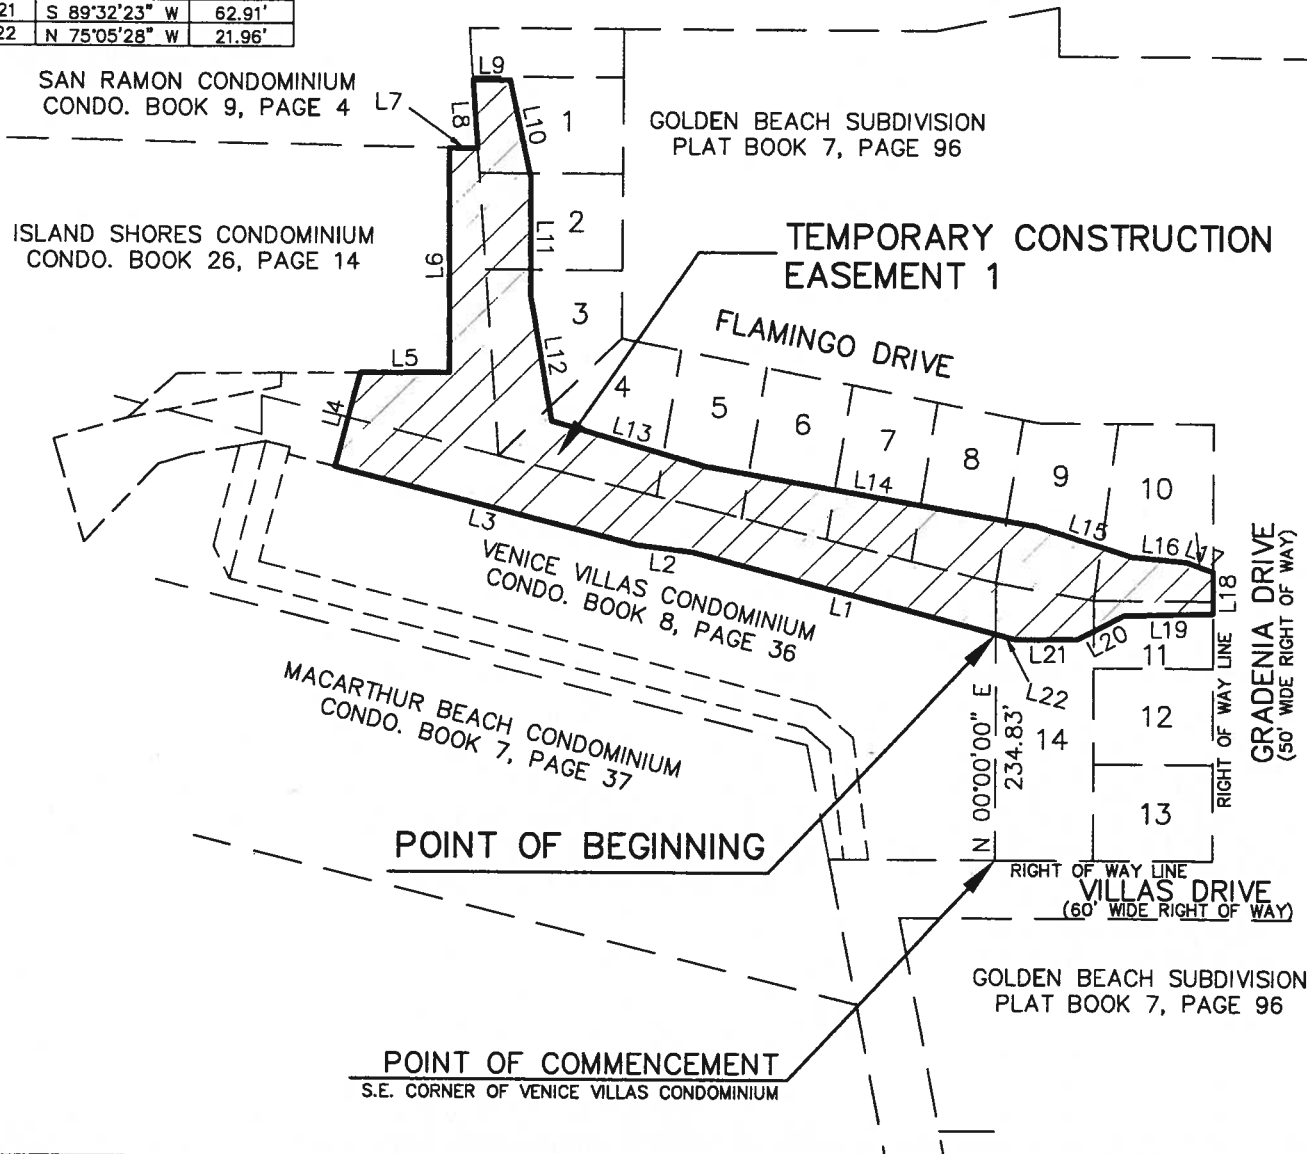 21 S 89°32'23" W 62.91'
22 N 75°05'28" W 21.96'
SAN RAMON CONDOMINIUM
CONDO. BOOK 9, PAGE 4
L7
L8
L9
L10
1
GOLDEN BEACH SUBDIVISION
PLAT BOOK 7, PAGE 96
ISLAND SHORES CONDOMINIUM
CONDO. BOOK 26, PAGE 14
L6
L11
2
TEMPORARY CONSTRUCTION
EASEMENT 1
3
FLAMINGO DRIVE
L5
L12
L4
4
5
6
7
8
9
10
L13
L14
L15
L16
L17
L18
L3
L2
L1
VENICE VILLAS CONDOMINIUM
CONDO. BOOK 8, PAGE 36
L19
L20
L21
L22
11
12
13
14
GRADENIA DRIVE
(50' WIDE RIGHT OF WAY)
RIGHT OF WAY LINE
MACARTHUR BEACH CONDOMINIUM
CONDO. BOOK 7, PAGE 37
N 00°00'00" E
234.83'
POINT OF BEGINNING
RIGHT OF WAY LINE
VILLAS DRIVE
(60' WIDE RIGHT OF WAY)
GOLDEN BEACH SUBDIVISION
PLAT BOOK 7, PAGE 96
POINT OF COMMENCEMENT
S.E. CORNER OF VENICE VILLAS CONDOMINIUM